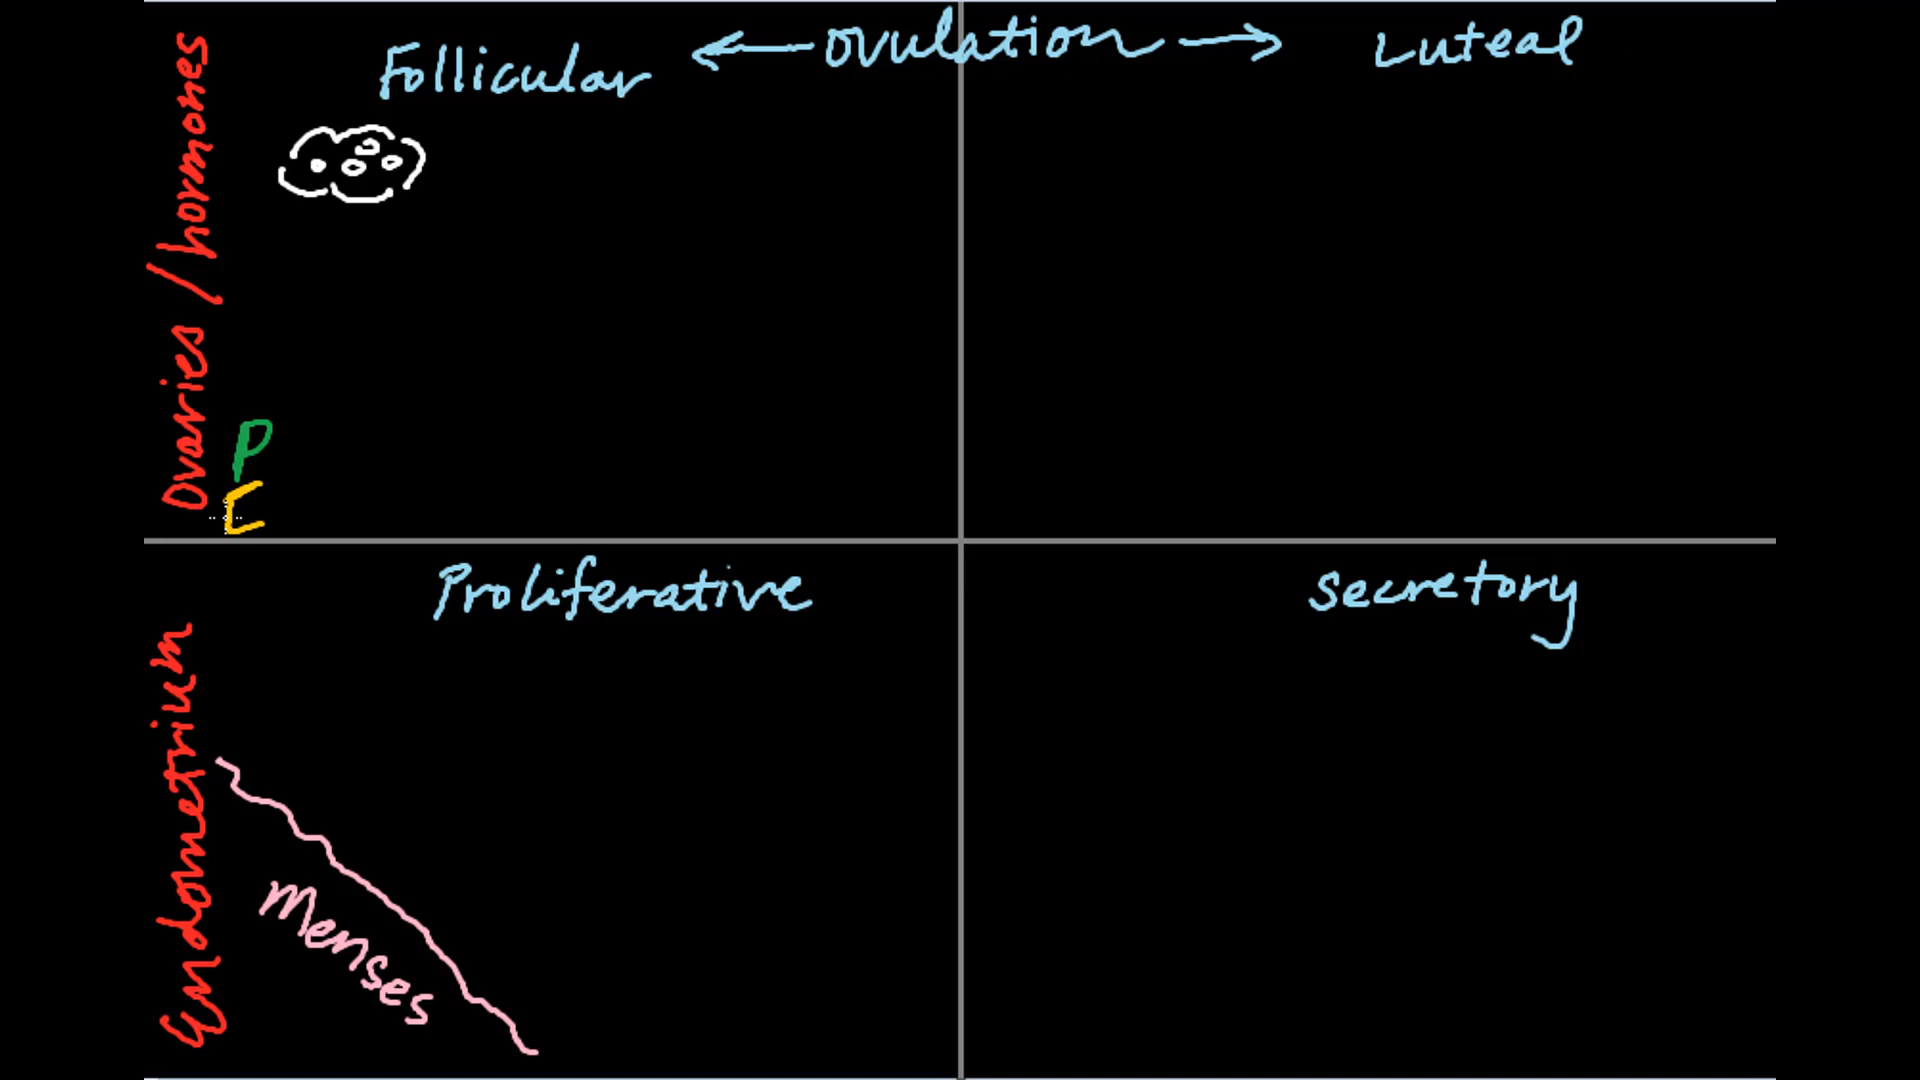 Follicular ← ovulation → Luteal
Ovaries / hormones
P
E
Proliferative
secretory
Endometrium
Menses